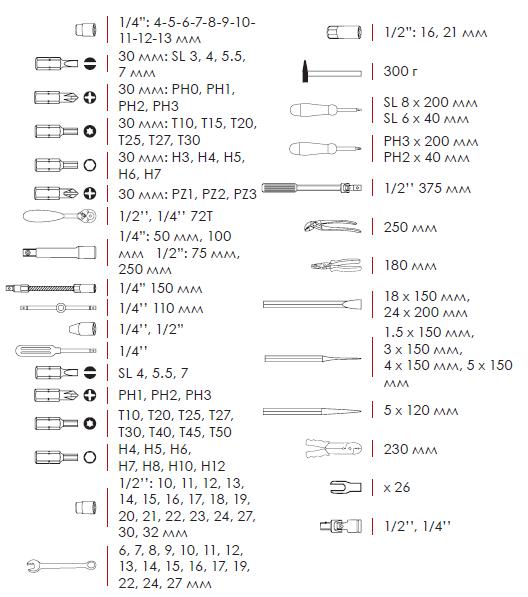 1/4”: 4-5-6-7-8-9-10-
11-12-13 мм
30 мм: SL 3, 4, 5.5,
7 мм
30 мм: PH0, PH1,
PH2, PH3
30 мм: T10, T15, T20,
T25, T27, T30
30 мм: H3, H4, H5,
H6, H7
30 мм: PZ1, PZ2, PZ3
1/2’’, 1/4’’ 72T
1/4”: 50 мм, 100
мм 1/2”: 75 мм,
250 мм
1/4” 150 мм
1/4’’ 110 мм
1/4’’, 1/2”
1/4’’
SL 4, 5.5, 7
PH1, PH2, PH3
T10, T20, T25, T27,
T30, T40, T45, T50
H4, H5, H6,
H7, H8, H10, H12
1/2”: 10, 11, 12, 13,
14, 15, 16, 17, 18, 19,
20, 21, 22, 23, 24, 27,
30, 32 мм
6, 7, 8, 9, 10, 11, 12,
13, 14, 15, 16, 17, 19,
22, 24, 27 мм
1/2”: 16, 21 мм
300 г
SL 8 x 200 мм
SL 6 x 40 мм
PH3 x 200 мм
PH2 x 40 мм
1/2’’ 375 мм
250 мм
180 мм
18 x 150 мм,
24 x 200 мм
1.5 x 150 мм,
3 x 150 мм,
4 x 150 мм, 5 x 150
мм
5 x 120 мм
230 мм
x 26
1/2’’, 1/4’’